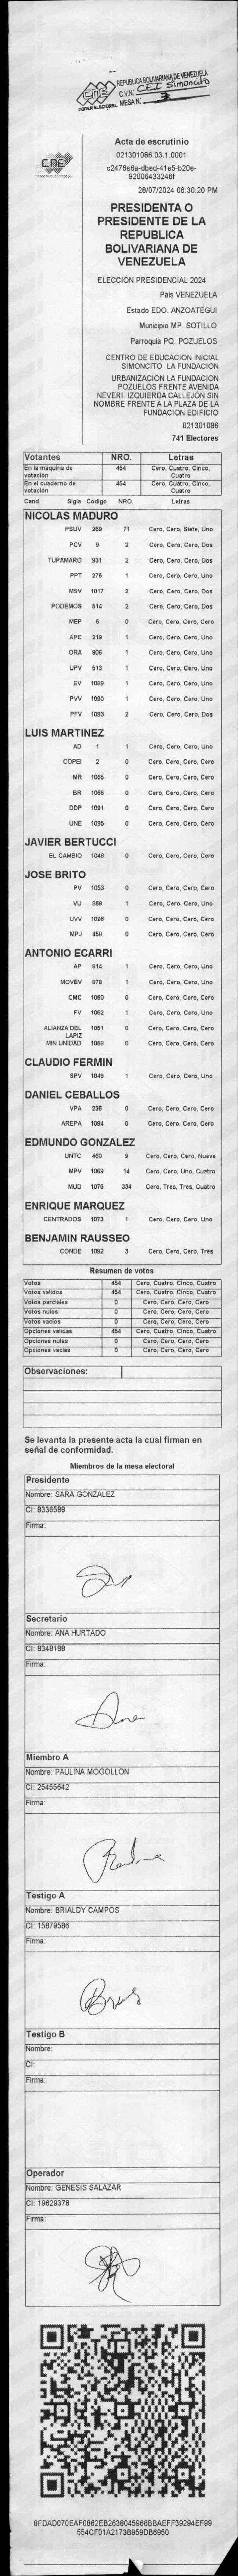 REPUBLICA BOLIVARIANA DE VENEZUELA
C.V.N: CEI Simoncito
MESA N: 3
CNE
PODER ELECTORAL
CNE
Acta de escrutinio
021301086.03.1.0001
c2476e6a-dbed-41e5-b20e-
92006433246f
28/07/2024 06:30:20 PM
PRESIDENTA O
PRESIDENTE DE LA
REPUBLICA
BOLIVARIANA DE
VENEZUELA
ELECCIÓN PRESIDENCIAL 2024
Pais VENEZUELA
Estado EDO. ANZOATEGUI
Municipio MP. SOTILLO
Parroquia PQ. POZUELOS
CENTRO DE EDUCACION INICIAL
SIMONCITO LA FUNDACION
URBANIZACION LA FUNDACION
POZUELOS FRENTE AVENIDA
NEVERI. IZQUIERDA CALLEJÓN SIN
NOMBRE FRENTE A LA PLAZA DE LA
FUNDACION EDIFICIO
021301086
741 Electores
Votantes NRO. Letras
En la máquina de votación 454 Cero, Cuatro, Cinco, Cuatro
En el cuaderno de votación 454 Cero, Cuatro, Cinco, Cuatro
Cand. Sigla Código NRO. Letras
NICOLAS MADURO
PSUV 269 71 Cero, Cero, Siete, Uno
PCV 9 2 Cero, Cero, Cero, Dos
TUPAMARO 931 2 Cero, Cero, Cero, Dos
PPT 276 1 Cero, Cero, Cero, Uno
MSV 1017 2 Cero, Cero, Cero, Dos
PODEMOS 514 2 Cero, Cero, Cero, Dos
MEP 6 0 Cero, Cero, Cero, Cero
APC 219 1 Cero, Cero, Cero, Uno
ORA 906 1 Cero, Cero, Cero, Uno
UPV 513 1 Cero, Cero, Cero, Uno
EV 1089 1 Cero, Cero, Cero, Uno
PVV 1090 1 Cero, Cero, Cero, Uno
PFV 1093 2 Cero, Cero, Cero, Dos
LUIS MARTINEZ
AD 1 1 Cero, Cero, Cero, Uno
COPEI 2 0 Cero, Cero, Cero, Cero
MR 1065 0 Cero, Cero, Cero, Cero
BR 1066 0 Cero, Cero, Cero, Cero
DDP 1091 0 Cero, Cero, Cero, Cero
UNE 1095 0 Cero, Cero, Cero, Cero
JAVIER BERTUCCI
EL CAMBIO 1048 0 Cero, Cero, Cero, Cero
JOSE BRITO
PV 1053 0 Cero, Cero, Cero, Cero
VU 969 1 Cero, Cero, Cero, Uno
UVV 1096 0 Cero, Cero, Cero, Cero
MPJ 458 0 Cero, Cero, Cero, Cero
ANTONIO ECARRI
AP 814 1 Cero, Cero, Cero, Uno
MOVEV 979 1 Cero, Cero, Cero, Uno
CMC 1050 0 Cero, Cero, Cero, Cero
FV 1062 1 Cero, Cero, Cero, Uno
ALIANZA DEL LAPIZ 1051 0 Cero, Cero, Cero, Cero
MIN UNIDAD 1069 0 Cero, Cero, Cero, Cero
CLAUDIO FERMIN
SPV 1049 1 Cero, Cero, Cero, Uno
DANIEL CEBALLOS
VPA 236 0 Cero, Cero, Cero, Cero
AREPA 1094 0 Cero, Cero, Cero, Cero
EDMUNDO GONZALEZ
UNTC 460 9 Cero, Cero, Cero, Nueve
MPV 1069 14 Cero, Cero, Uno, Cuatro
MUD 1075 334 Cero, Tres, Tres, Cuatro
ENRIQUE MARQUEZ
CENTRADOS 1073 1 Cero, Cero, Cero, Uno
BENJAMIN RAUSSEO
CONDE 1092 3 Cero, Cero, Cero, Tres
Resumen de votos
Votos 454 Cero, Cuatro, Cinco, Cuatro
Votos validos 454 Cero, Cuatro, Cinco, Cuatro
Votos parciales 0 Cero, Cero, Cero, Cero
Votos nulos 0 Cero, Cero, Cero, Cero
Votos vacios 0 Cero, Cero, Cero, Cero
Opciones validas 454 Cero, Cuatro, Cinco, Cuatro
Opciones nulas 0 Cero, Cero, Cero, Cero
Opciones vacias 0 Cero, Cero, Cero, Cero
Observaciones:
Se levanta la presente acta la cual firman en
señal de conformidad.
Miembros de la mesa electoral
Presidente
Nombre: SARA GONZALEZ
CI: 8336588
Firma:
Secretario
Nombre: ANA HURTADO
CI: 8348188
Firma:
Ana
Miembro A
Nombre: PAULINA MOGOLLON
CI: 25455642
Firma:
Testigo A
Nombre: BRIALDY CAMPOS
CI: 15879586
Firma:
Testigo B
Nombre:
CI:
Firma:
Operador
Nombre: GENESIS SALAZAR
CI: 19629378
Firma:
8FDAD070EAF0862EB2638045966BBAEFF39294EF99
554CF01A2173B959DB6950